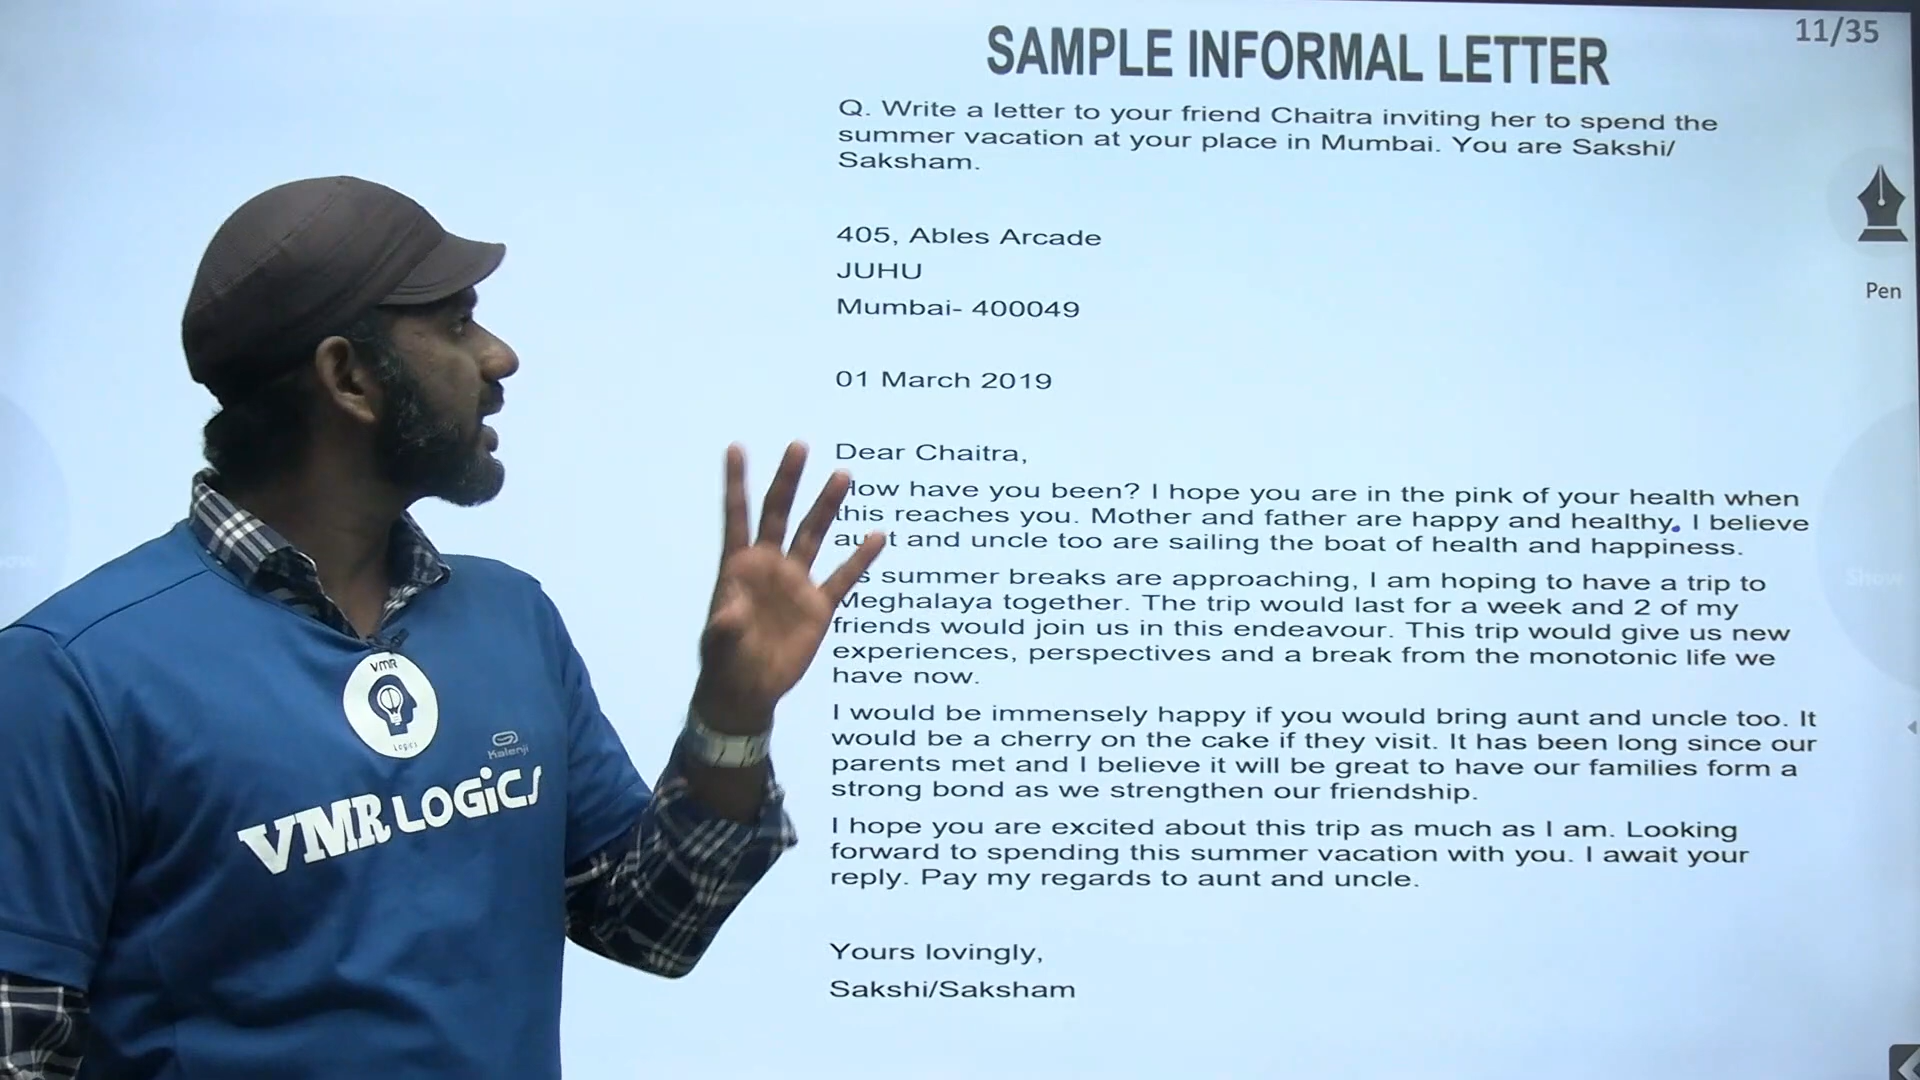 11/35
SAMPLE INFORMAL LETTER
Q. Write a letter to your friend Chaitra inviting her to spend the
summer vacation at your place in Mumbai. You are Sakshi/
Saksham.
Pen
405, Ables Arcade
JUHU
Mumbai- 400049
01 March 2019
Dear Chaitra,
How have you been? I hope you are in the pink of your health when
this reaches you. Mother and father are happy and healthy. I believe
aunt and uncle too are sailing the boat of health and happiness.
As summer breaks are approaching, I am hoping to have a trip to
Meghalaya together. The trip would last for a week and 2 of my
friends would join us in this endeavour. This trip would give us new
experiences, perspectives and a break from the monotonic life we
have now.
I would be immensely happy if you would bring aunt and uncle too. It
would be a cherry on the cake if they visit. It has been long since our
parents met and I believe it will be great to have our families form a
strong bond as we strengthen our friendship.
I hope you are excited about this trip as much as I am. Looking
forward to spending this summer vacation with you. I await your
reply. Pay my regards to aunt and uncle.
Yours lovingly,
Sakshi/Saksham
Show
VMR
Logics
Kalenji
VMR LOGICS